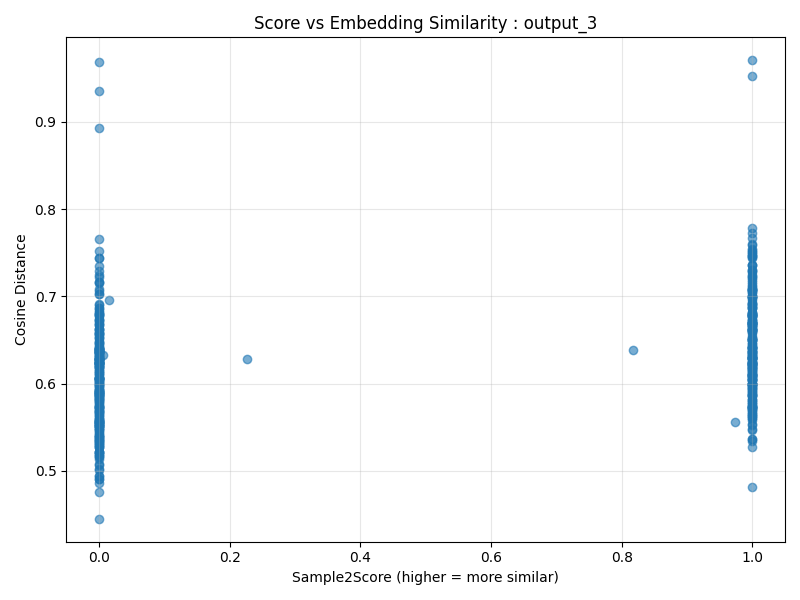 Score vs Embedding Similarity : output_3
Cosine Distance
0.9
0.8
0.7
0.6
0.5
0.0 0.2 0.4 0.6 0.8 1.0
Sample2Score (higher = more similar)